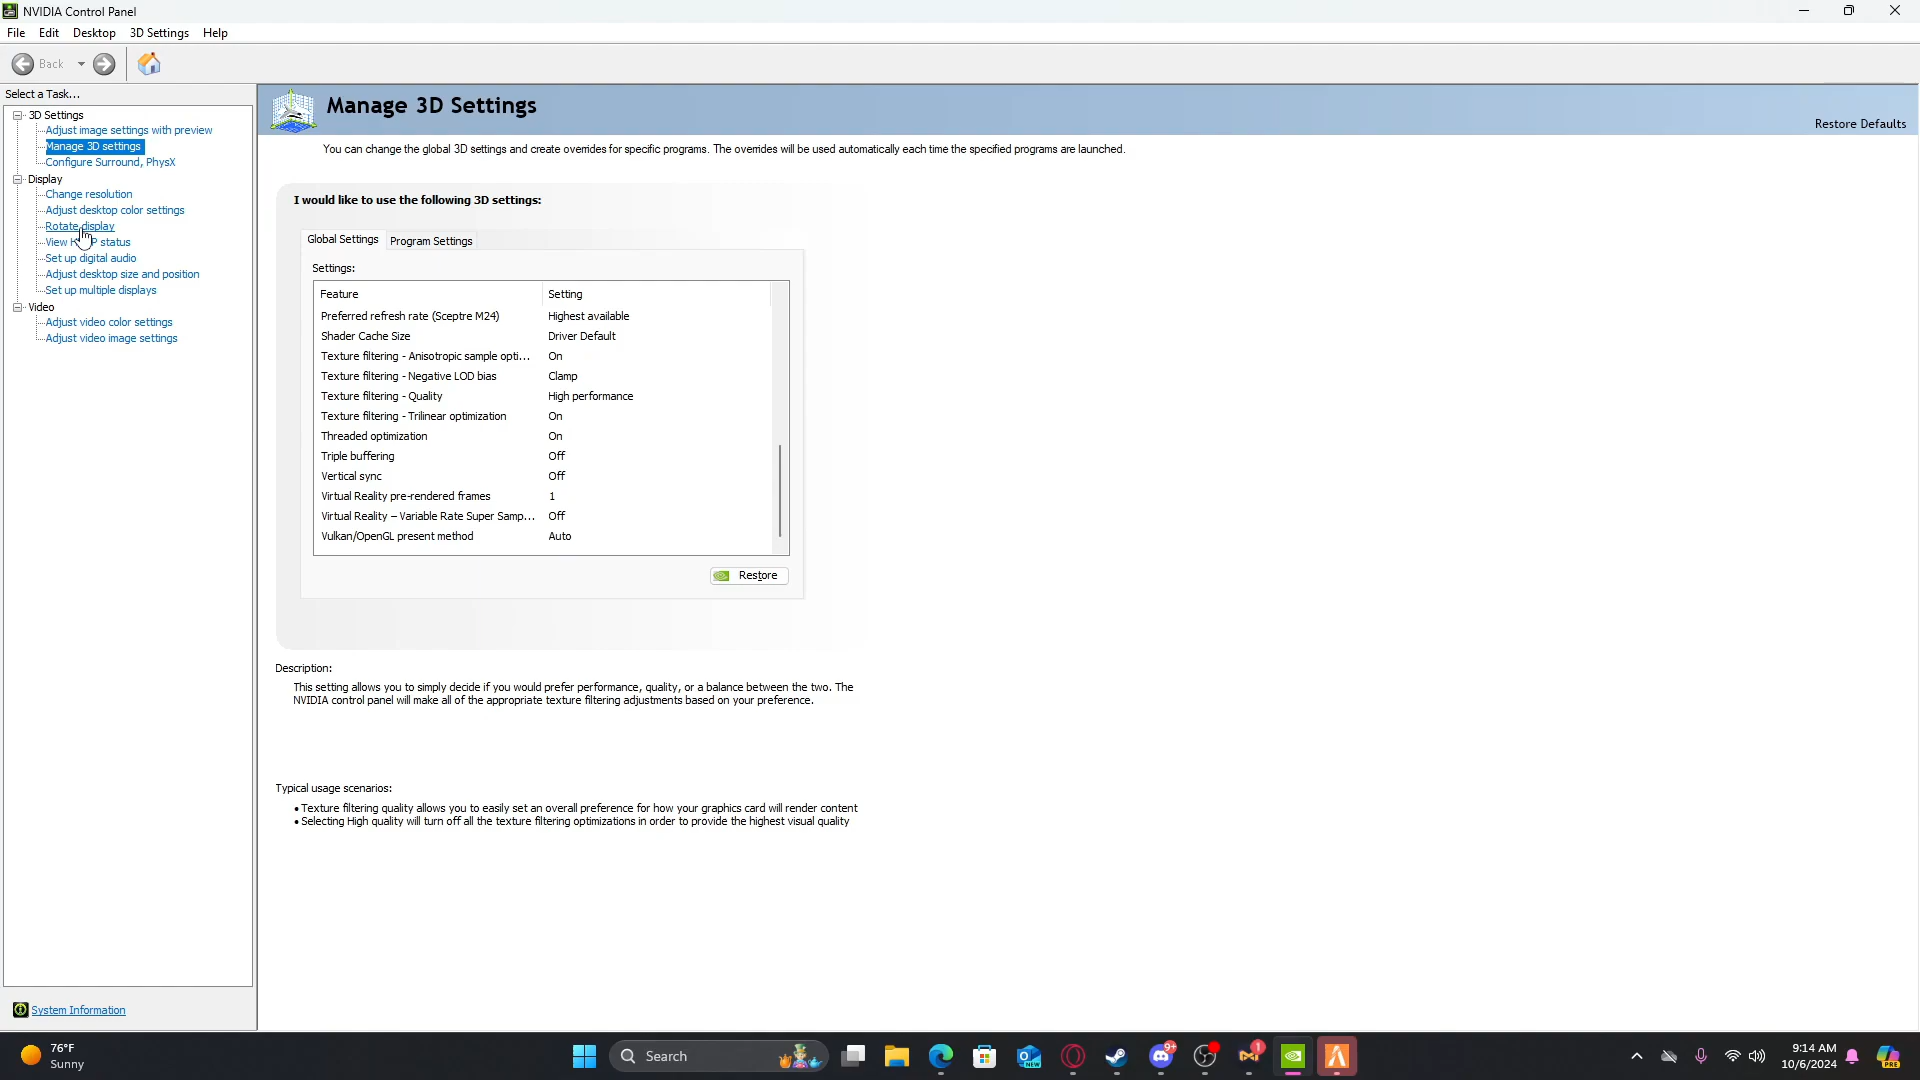 NVIDIA Control Panel
File Edit Desktop 3D Settings Help
Back
Select a Task...
3D Settings
Adjust image settings with preview
Manage 3D settings
Configure Surround, PhysX
Display
Change resolution
Adjust desktop color settings
Rotate display
View H P status
Set up digital audio
Adjust desktop size and position
Set up multiple displays
Video
Adjust video color settings
Adjust video image settings
System Information
Manage 3D Settings
Restore Defaults
You can change the global 3D settings and create overrides for specific programs. The overrides will be used automatically each time the specified programs are launched.
I would like to use the following 3D settings:
Global Settings Program Settings
Settings:
Feature Setting
Preferred refresh rate (Sceptre M24) Highest available
Shader Cache Size Driver Default
Texture filtering - Anisotropic sample opti... On
Texture filtering - Negative LOD bias Clamp
Texture filtering - Quality High performance
Texture filtering - Trilinear optimization On
Threaded optimization On
Triple buffering Off
Vertical sync Off
Virtual Reality pre-rendered frames 1
Virtual Reality – Variable Rate Super Samp... Off
Vulkan/OpenGL present method Auto
Restore
Description:
This setting allows you to simply decide if you would prefer performance, quality, or a balance between the two. The
NVIDIA control panel will make all of the appropriate texture filtering adjustments based on your preference.
Typical usage scenarios:
• Texture filtering quality allows you to easily set an overall preference for how your graphics card will render content
• Selecting High quality will turn off all the texture filtering optimizations in order to provide the highest visual quality
76°F
Sunny
Search
NEW
9+
1
9:14 AM
10/6/2024
PRE